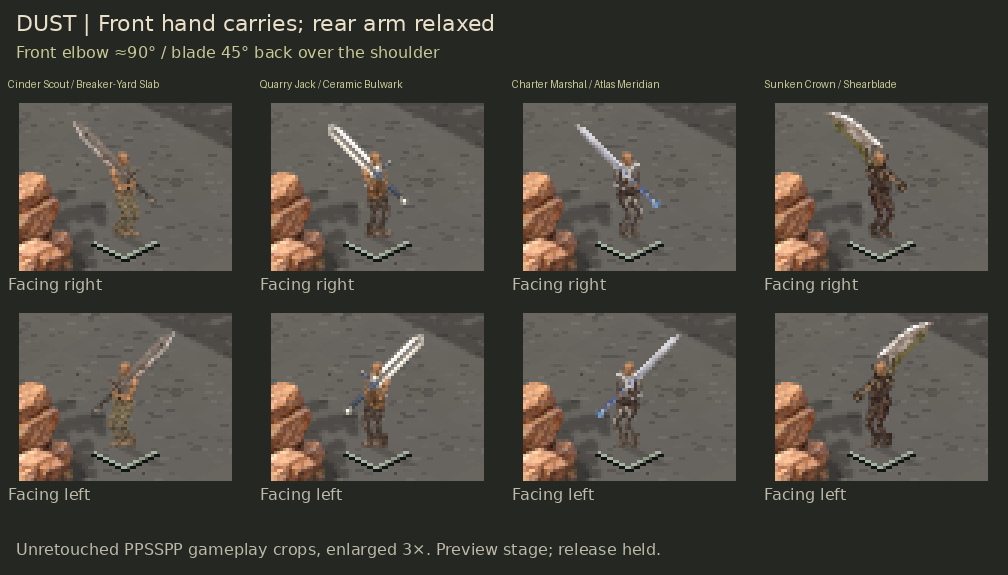 DUST | Front hand carries; rear arm relaxed
Front elbow ≈90° / blade 45° back over the shoulder
Cinder Scout / Breaker-Yard Slab
Quarry Jack / Ceramic Bulwark
Charter Marshal / Atlas Meridian
Sunken Crown / Shearblade
Facing right
Facing right
Facing right
Facing right
Facing left
Facing left
Facing left
Facing left
Unretouched PPSSPP gameplay crops, enlarged 3×. Preview stage; release held.